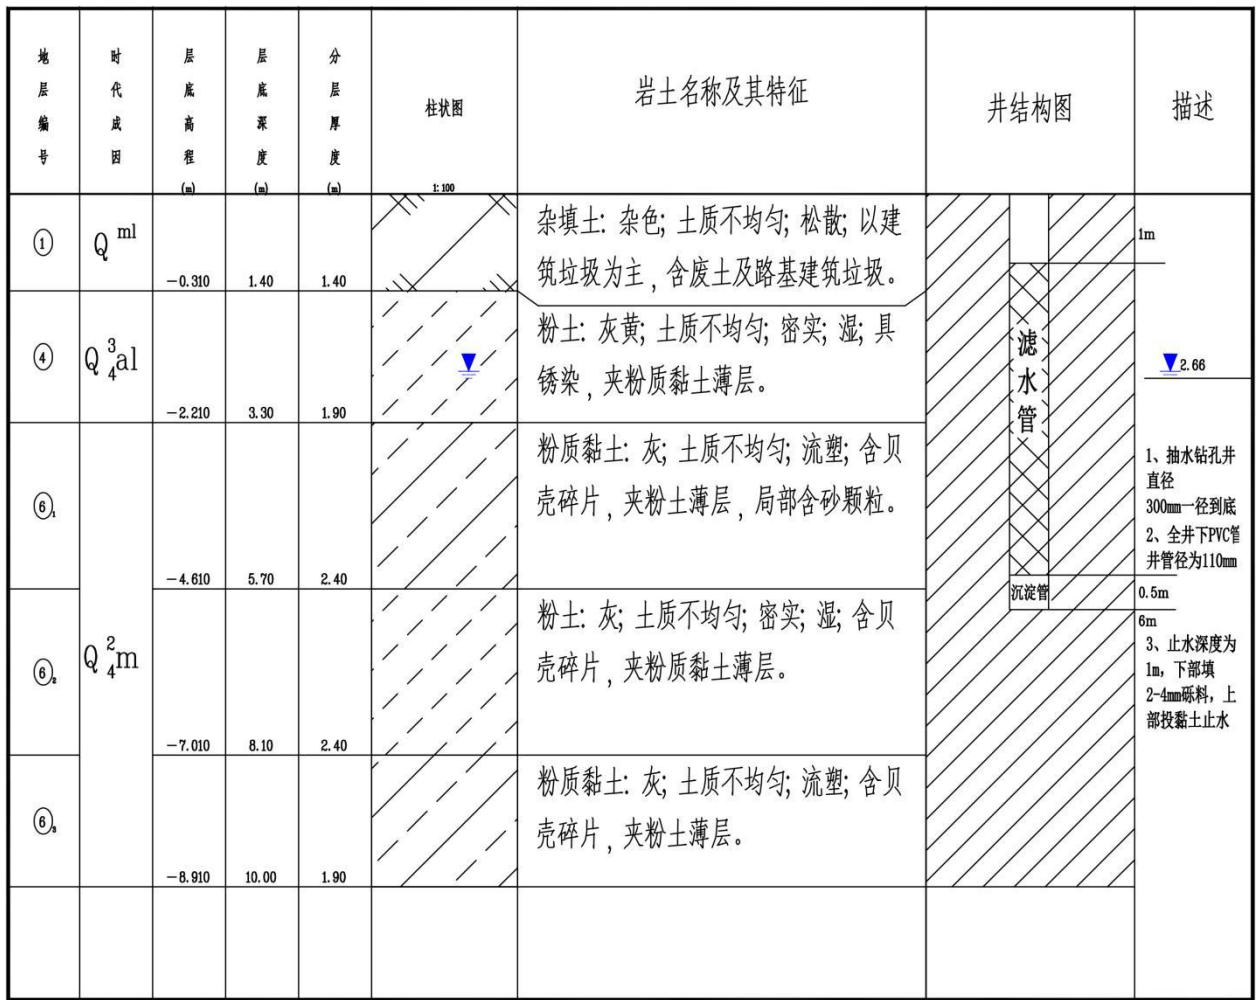 地层编号
时代成因
层底高程(m)
层底深度(m)
分层厚度(m)
柱状图
1:100
岩土名称及其特征
井结构图
描述
①
Q ml
-0.310
1.40
1.40
杂填土: 杂色; 土质不均匀; 松散; 以建
筑垃圾为主,含废土及路基建筑垃圾。
1m
④
Q 3 4 al
-2.210
3.30
1.90
粉土: 灰黄; 土质不均匀; 密实; 湿; 具
锈染,夹粉质黏土薄层。
滤水管
2.66
⑥1
-4.610
5.70
2.40
粉质黏土: 灰; 土质不均匀; 流塑; 含贝
壳碎片,夹粉土薄层,局部含砂颗粒。
1、抽水钻孔井
直径
300mm一径到底
2、全井下PVC管
井管径为110mm
沉淀管
0.5m
6m
⑥2
Q 2 4 m
-7.010
8.10
2.40
粉土: 灰; 土质不均匀; 密实; 湿; 含贝
壳碎片,夹粉质黏土薄层。
3、止水深度为
1m, 下部填
2-4mm砾料, 上
部投黏土止水
⑥3
-8.910
10.00
1.90
粉质黏土: 灰; 土质不均匀; 流塑; 含贝
壳碎片,夹粉土薄层。